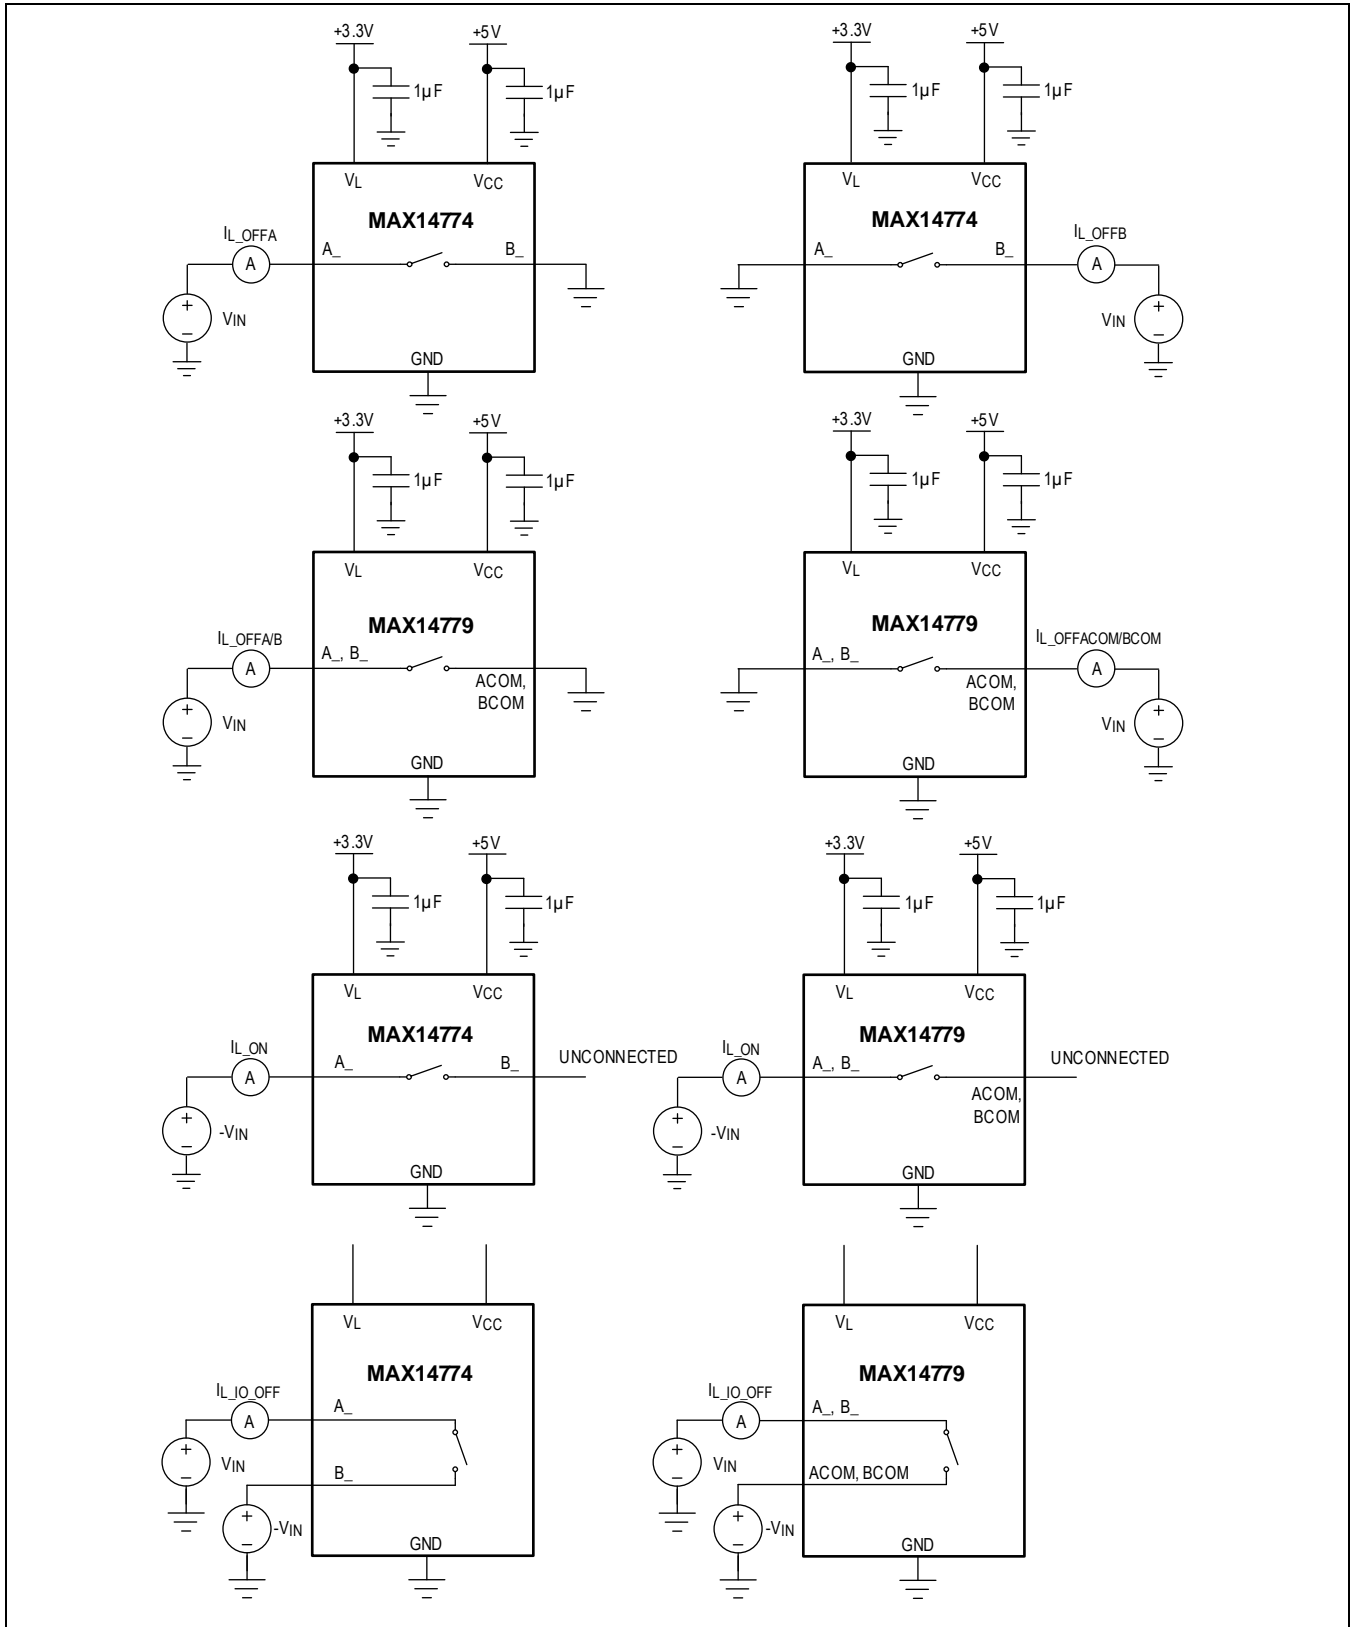 +3.3V
+5V
1µF
1µF
VL
VCC
MAX14774
IL_OFFA
A
A_
B_
VIN
GND
+3.3V
+5V
1µF
1µF
VL
VCC
MAX14774
IL_OFFB
A_
B_
A
VIN
GND
+3.3V
+5V
1µF
1µF
VL
VCC
MAX14779
IL_OFFA/B
A
A_, B_
ACOM,
BCOM
VIN
GND
+3.3V
+5V
1µF
1µF
VL
VCC
MAX14779
IL_OFFACOM/BCOM
A_, B_
A
ACOM,
BCOM
VIN
GND
+3.3V
+5V
1µF
1µF
VL
VCC
MAX14774
IL_ON
A
A_
B_
UNCONNECTED
-VIN
GND
+3.3V
+5V
1µF
1µF
VL
VCC
MAX14779
IL_ON
A
A_, B_
UNCONNECTED
ACOM,
BCOM
-VIN
GND
VL
VCC
MAX14774
IL_IO_OFF
A
A_
VIN
B_
-VIN
GND
VL
VCC
MAX14779
IL_IO_OFF
A
A_, B_
VIN
ACOM, BCOM
-VIN
GND